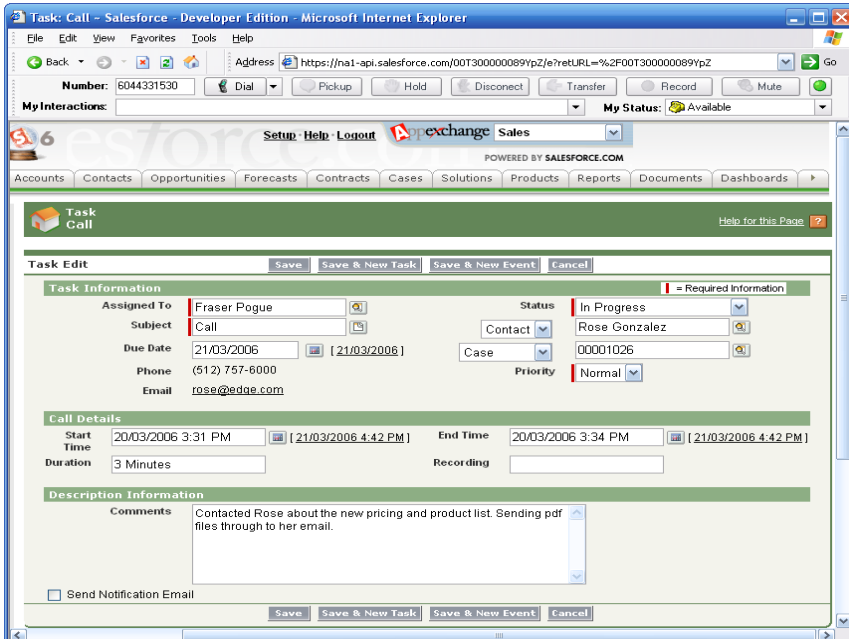 Task: Call ~ Salesforce - Developer Edition - Microsoft Internet Explorer
File Edit View Favorites Tools Help
Back Address https://na1-api.salesforce.com/00T300000089YpZ/e?retURL=%2F00T300000089YpZ Go
Number: 6044331530 Dial Pickup Hold Disconect Transfer Record Mute
My Interactions: My Status: Available
6 esforce.com Setup · Help · Logout Appexchange Sales
POWERED BY SALESFORCE.COM
Accounts Contacts Opportunities Forecasts Contracts Cases Solutions Products Reports Documents Dashboards
Task
Call Help for this Page ?
Task Edit Save Save & New Task Save & New Event Cancel
Task Information = Required Information
Assigned To Fraser Pogue Status In Progress
Subject Call Contact Rose Gonzalez
Due Date 21/03/2006 [ 21/03/2006 ] Case 00001026
Phone (512) 757-6000 Priority Normal
Email rose@edge.com
Call Details
Start Time 20/03/2006 3:31 PM [ 21/03/2006 4:42 PM ] End Time 20/03/2006 3:34 PM [ 21/03/2006 4:42 PM ]
Duration 3 Minutes Recording
Description Information
Comments Contacted Rose about the new pricing and product list. Sending pdf
files through to her email.
Send Notification Email
Save Save & New Task Save & New Event Cancel